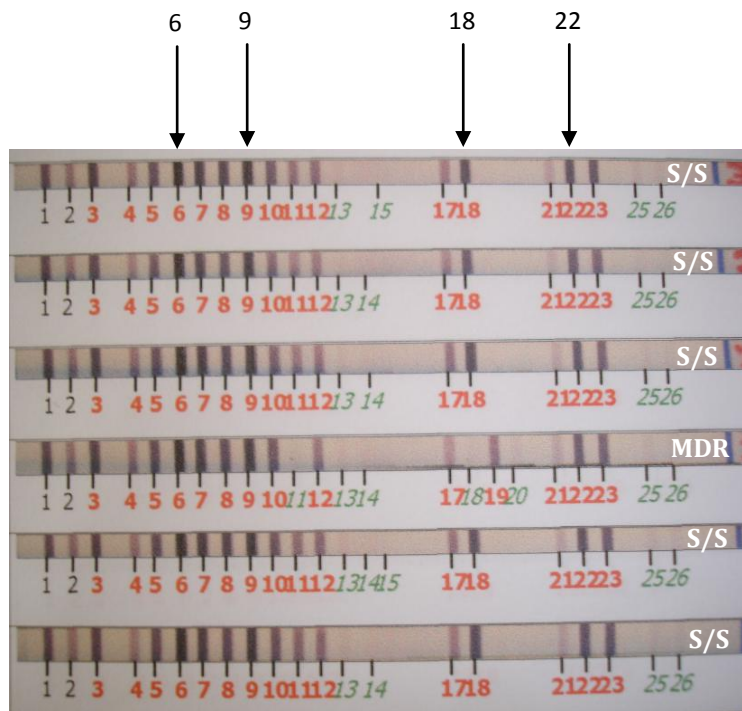 6 9 18 22
S/S 3
1 2 3 4 5 6 7 8 9 10 11 12 13 15 17 18 21 22 23 25 26
S/S
1 2 3 4 5 6 7 8 9 10 11 12 13 14 17 18 21 22 23 25 26
S/S
1 2 3 4 5 6 7 8 9 10 11 12 13 14 17 18 21 22 23 25 26
MDR
1 2 3 4 5 6 7 8 9 10 11 12 13 14 17 18 19 20 21 22 23 25 26
S/S
1 2 3 4 5 6 7 8 9 10 11 12 13 14 15 17 18 21 22 23 25 26
S/S
1 2 3 4 5 6 7 8 9 10 11 12 13 14 17 18 21 22 23 25 26